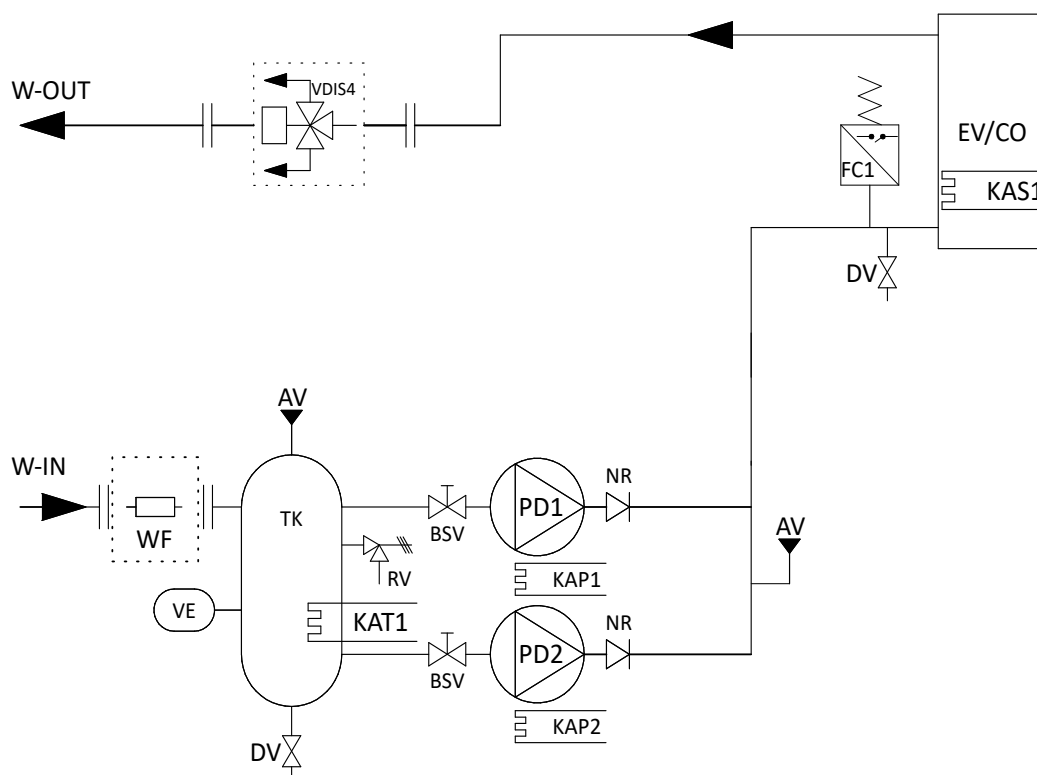 W-OUT
VDIS4
EV/CO
FC1
KAS1
DV
AV
W-IN
WF
TK
BSV
PD1
NR
AV
RV
KAP1
VE
KAT1
BSV
PD2
NR
DV
KAP2